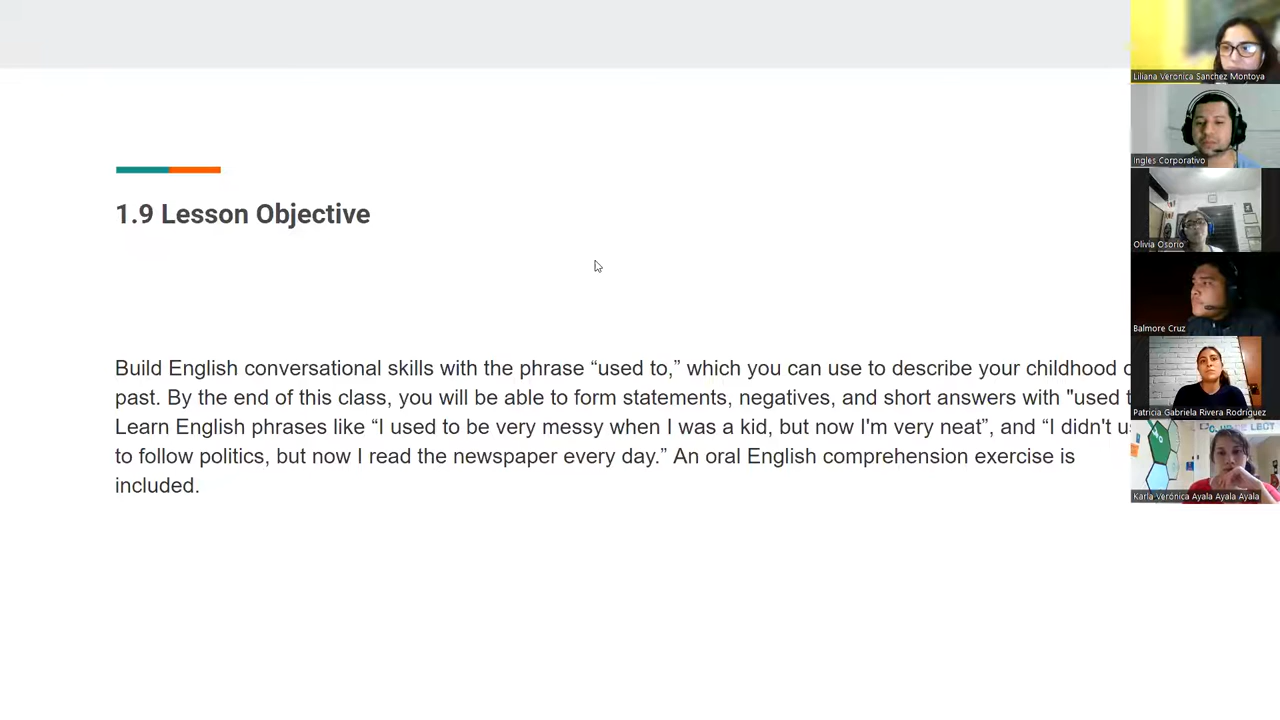 Liliana Veronica Sanchez Montoya
Ingles Corporativo
Olivia Osorio
Balmore Cruz
Patricia Gabriela Rivera Rodríguez
Karla Verónica Ayala Ayala Ayala
1.9 Lesson Objective
Build English conversational skills with the phrase “used to,” which you can use to describe your childhood
past. By the end of this class, you will be able to form statements, negatives, and short answers with "used
Learn English phrases like “I used to be very messy when I was a kid, but now I'm very neat”, and “I didn't
to follow politics, but now I read the newspaper every day.” An oral English comprehension exercise is
included.